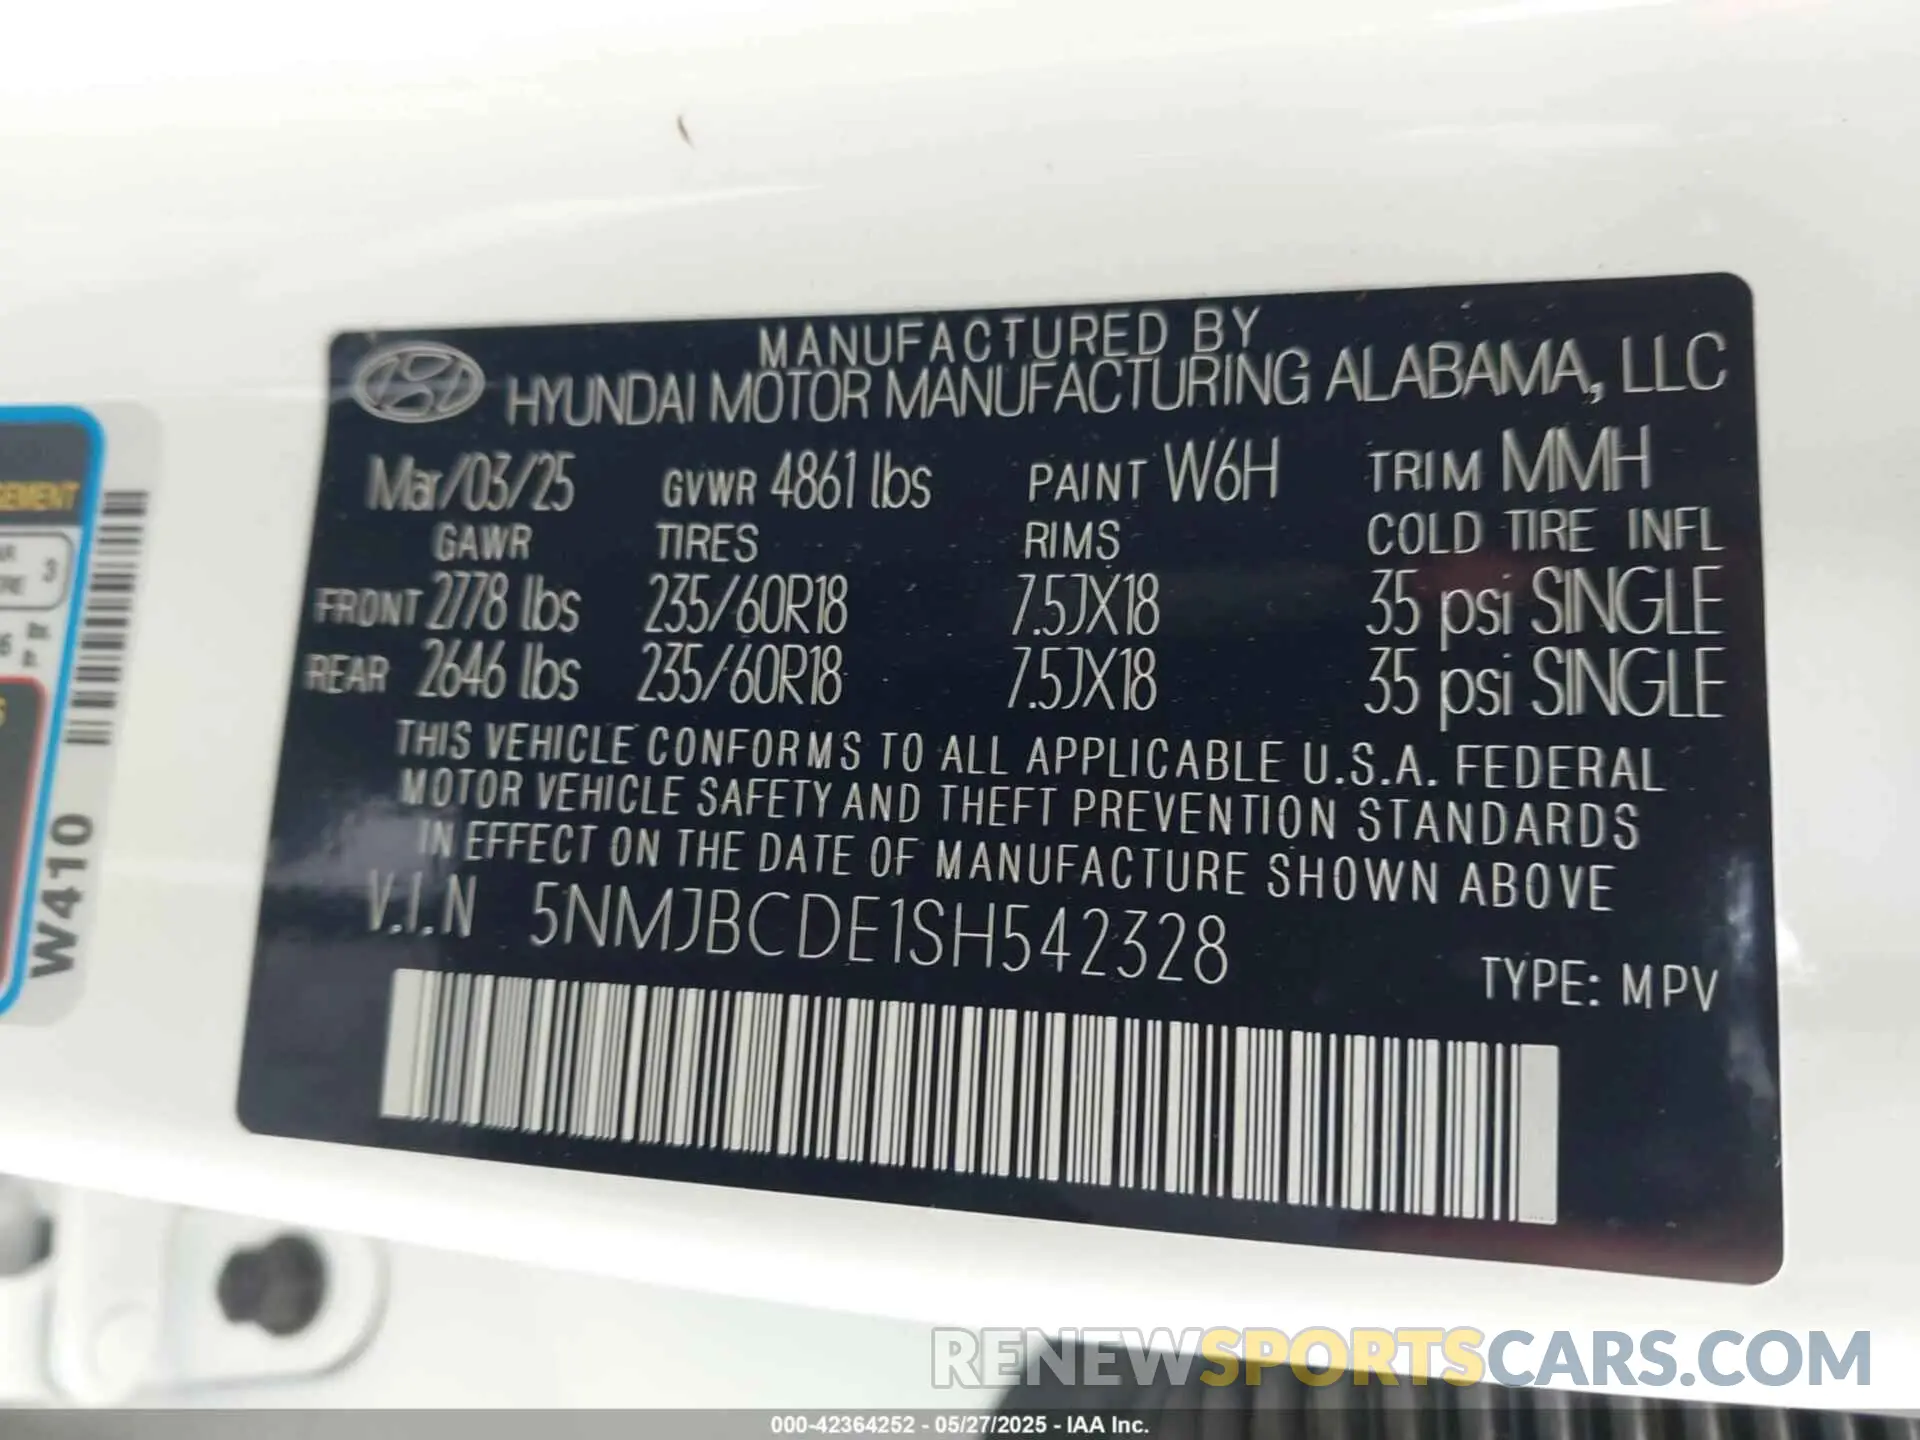 MANUFACTURED BY
HYUNDAI MOTOR MANUFACTURING ALABAMA, LLC
Mar/03/25 GVWR 4861 lbs PAINT W6H TRIM MMH
GAWR TIRES RIMS COLD TIRE INFL
FRONT 2778 lbs 235/60R18 7.5JX18 35 psi SINGLE
REAR 2646 lbs 235/60R18 7.5JX18 35 psi SINGLE
THIS VEHICLE CONFORMS TO ALL APPLICABLE U.S.A. FEDERAL
MOTOR VEHICLE SAFETY AND THEFT PREVENTION STANDARDS
IN EFFECT ON THE DATE OF MANUFACTURE SHOWN ABOVE
V.I.N 5NMJBCDE1SH542328
TYPE: MPV
3
W410
RENEWSPORTSCARS.COM
000-42364252 - 05/27/2025 - IAA Inc.